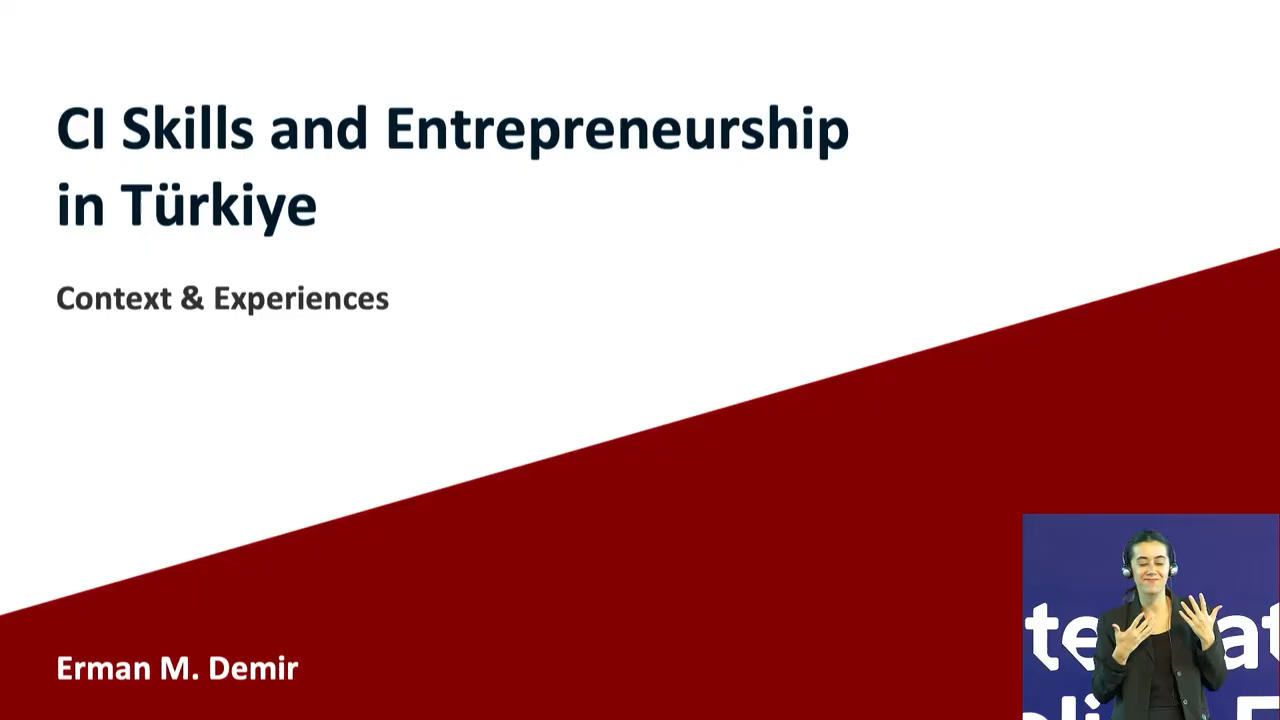 CI Skills and Entrepreneurship
in Türkiye
Context & Experiences
Erman M. Demir